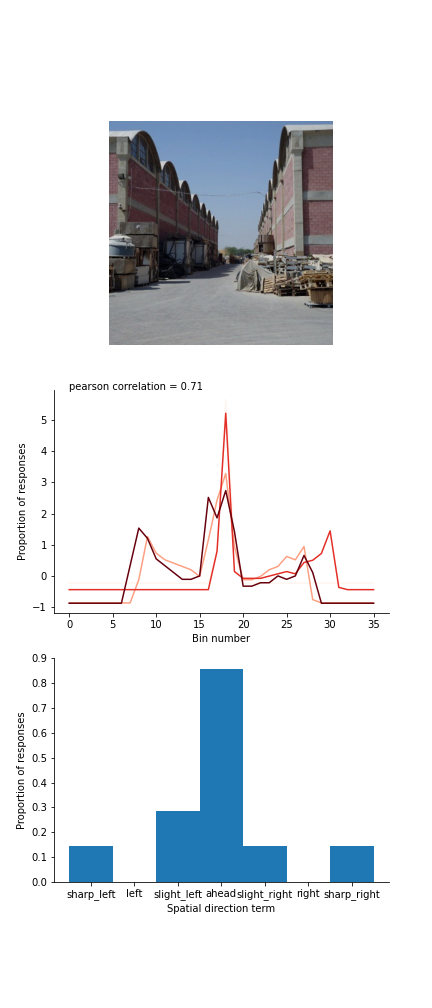 pearson correlation = 0.71
5
4
3
2
1
0
−1
Proportion of responses
0 5 10 15 20 25 30 35
Bin number
0.9
0.8
0.7
0.6
0.5
0.4
0.3
0.2
0.1
0.0
Proportion of responses
sharp_left left slight_left ahead slight_right right sharp_right
Spatial direction term